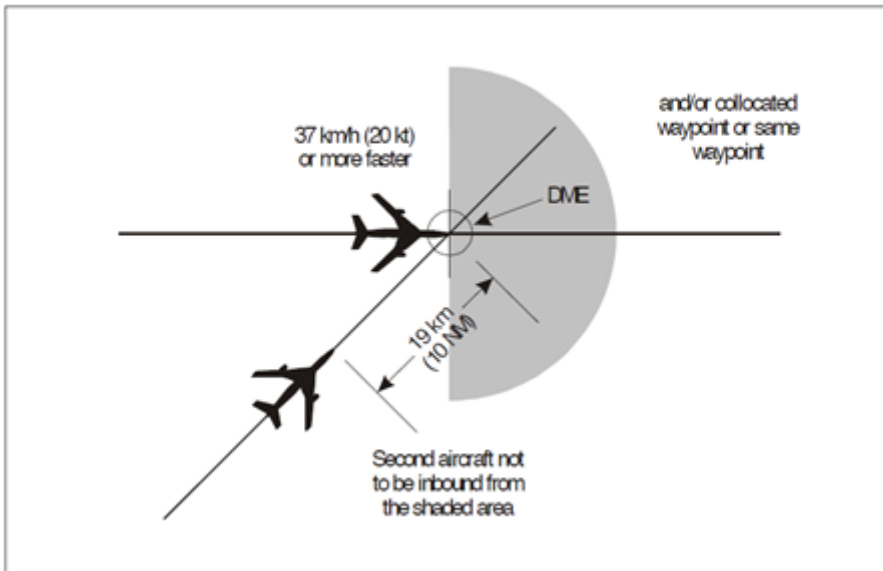 and/or collocated
waypoint or same
waypoint
37 km/h (20 kt)
or more faster
DME
19 km
(10 NM)
Second aircraft not
to be inbound from
the shaded area